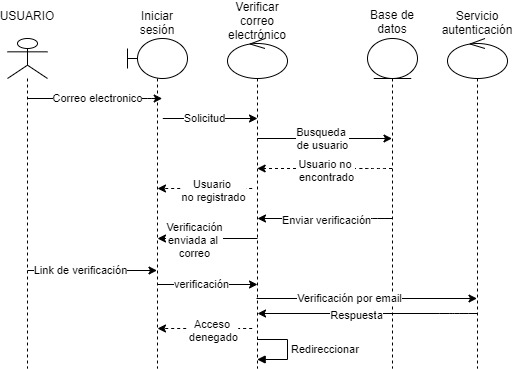 USUARIO
Iniciar
sesión
Verificar
correo
electrónico
Base de
datos
Servicio
autenticación
Correo electronico
Solicitud
Busqueda
de usuario
Usuario no
encontrado
Usuario
no registrado
Enviar verificación
Verificación
enviada al
correo
Link de verificación
verificación
Verificación por email
Respuesta
Acceso
denegado
Redireccionar